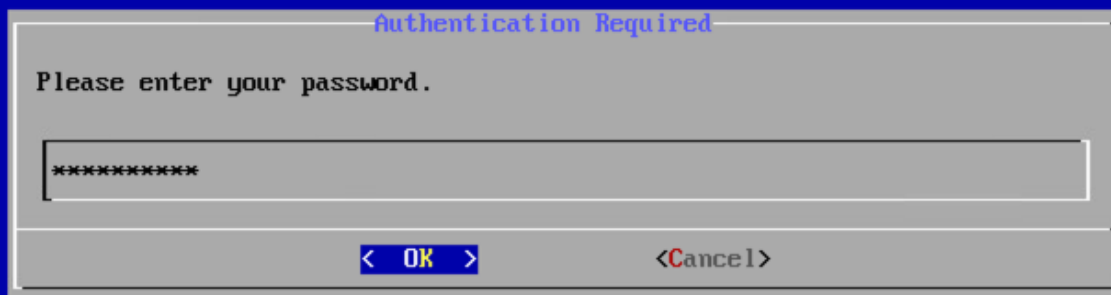 Authentication Required
Please enter your password.
**********
< OK > <Cancel>